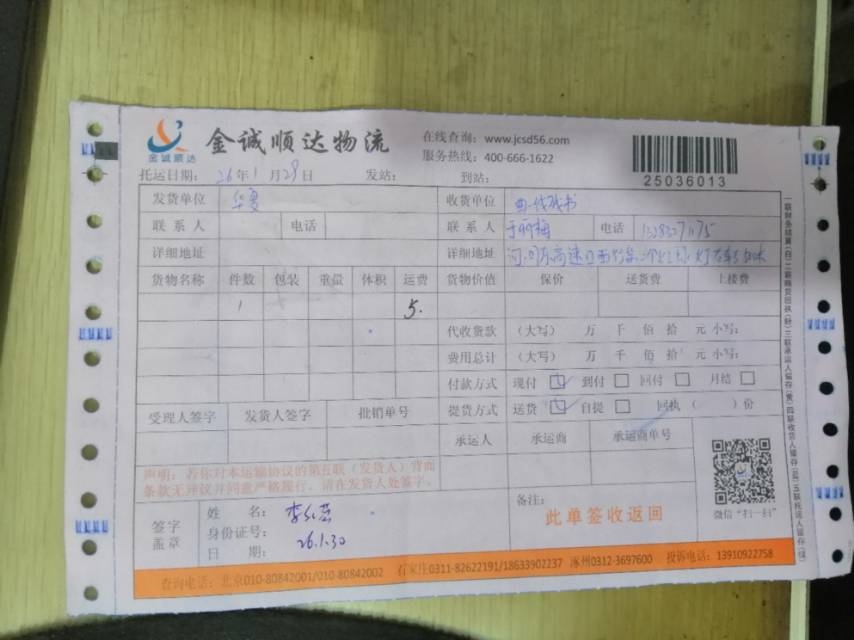 金诚顺达物流
金诚顺达
在线查询：www.jcsd56.com
服务热线：400-666-1622
25036013
托运日期：26年1月29日 发站： 到站：
发货单位 华夏 收货单位
联系人 电话 联系人 于丽梅 电话
详细地址 详细地址
货物名称 件数 包装 重量 体积 运费 货物价值 保价 送货费 上楼费
1 5.
代收货款 （大写） 万 千 佰 拾 元 小写：
费用总计 （大写） 万 千 佰 拾 元 小写：
付款方式 现付 到付 回付 月结
受理人签字 发货人签字 批销单号 提货方式 送货 自提 回执（ ）份
承运人 承运商 承运商单号
声明：若你对本运输协议的第五联（发货人）背面
条款无异议并同意严格履行，请在发货人处签字。
微信“扫一扫”
签字
盖章
姓 名：
身份证号：
日 期： 26.1.30
备注：
此单签收返回
查询电话：北京010-80842001/010-80842002 石家庄0311-82622191/18633902237 涿州0312-3697600 投诉电话：13910922758